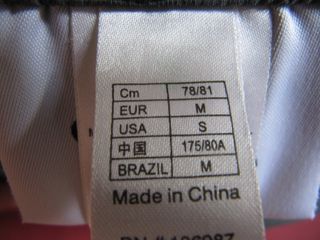 Cm 78/81
EUR M
USA S
中国 175/80A
BRAZIL M
Made in China